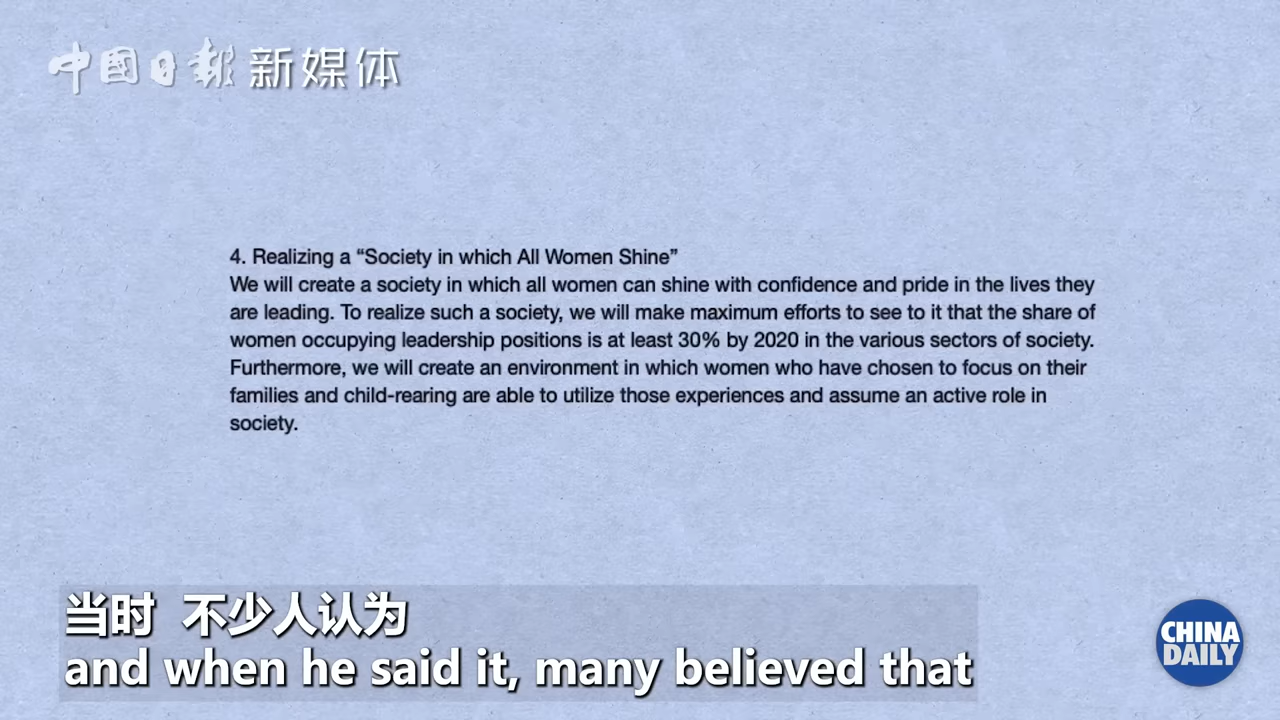 中國日報 新媒体
4. Realizing a “Society in which All Women Shine”
We will create a society in which all women can shine with confidence and pride in the lives they
are leading. To realize such a society, we will make maximum efforts to see to it that the share of
women occupying leadership positions is at least 30% by 2020 in the various sectors of society.
Furthermore, we will create an environment in which women who have chosen to focus on their
families and child-rearing are able to utilize those experiences and assume an active role in
society.
当时 不少人认为
and when he said it, many believed that
CHINA
DAILY